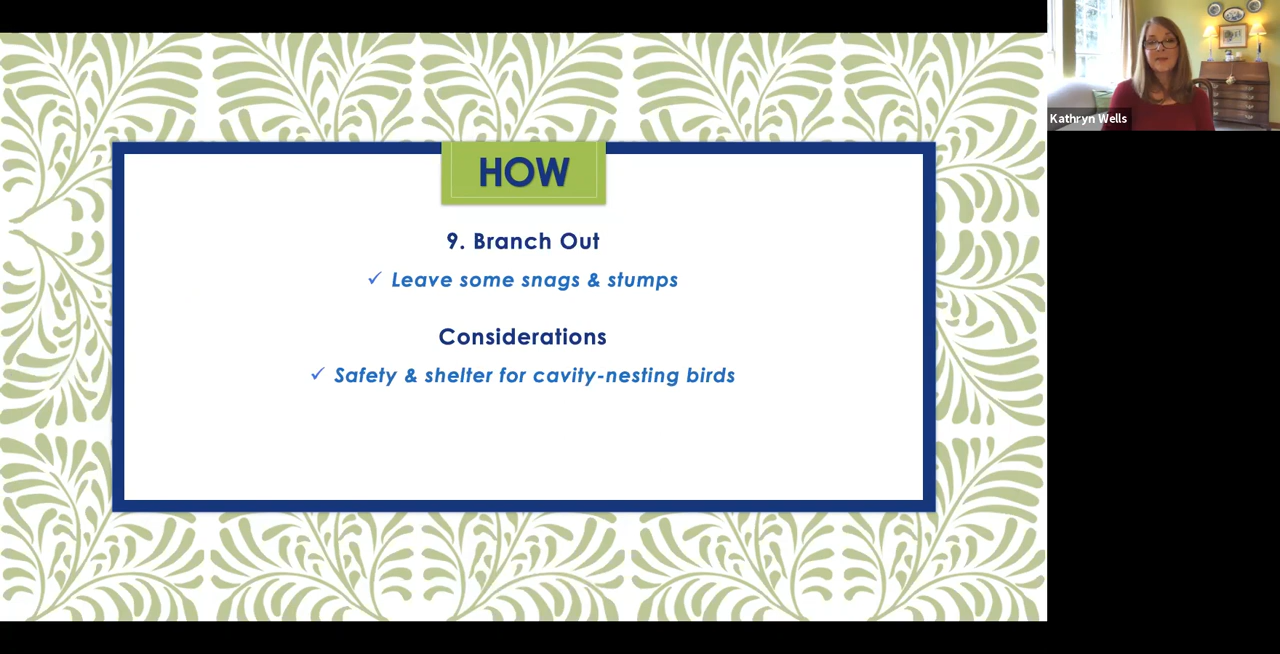 HOW
9. Branch Out
✓ Leave some snags & stumps
Considerations
✓ Safety & shelter for cavity-nesting birds
Kathryn Wells